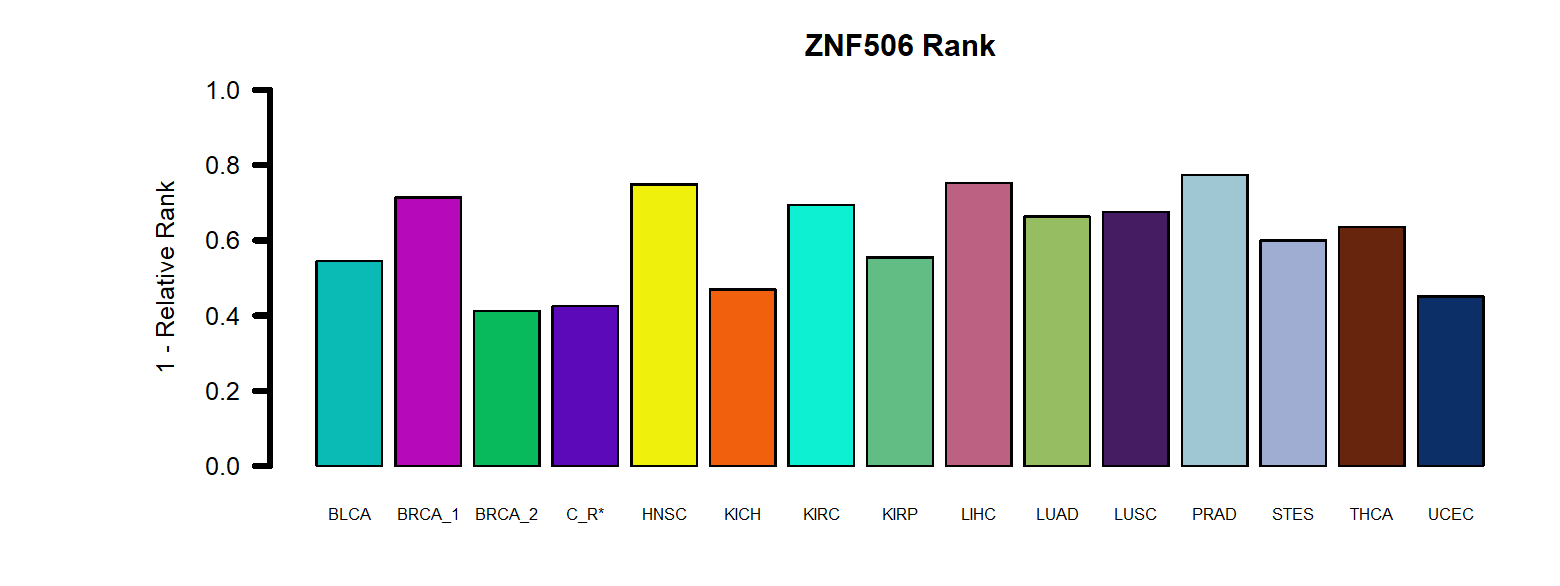 ZNF506 Rank
1 - Relative Rank
1.0
0.8
0.6
0.4
0.2
0.0
BLCA BRCA_1 BRCA_2 C_R* HNSC KICH KIRC KIRP LIHC LUAD LUSC PRAD STES THCA UCEC